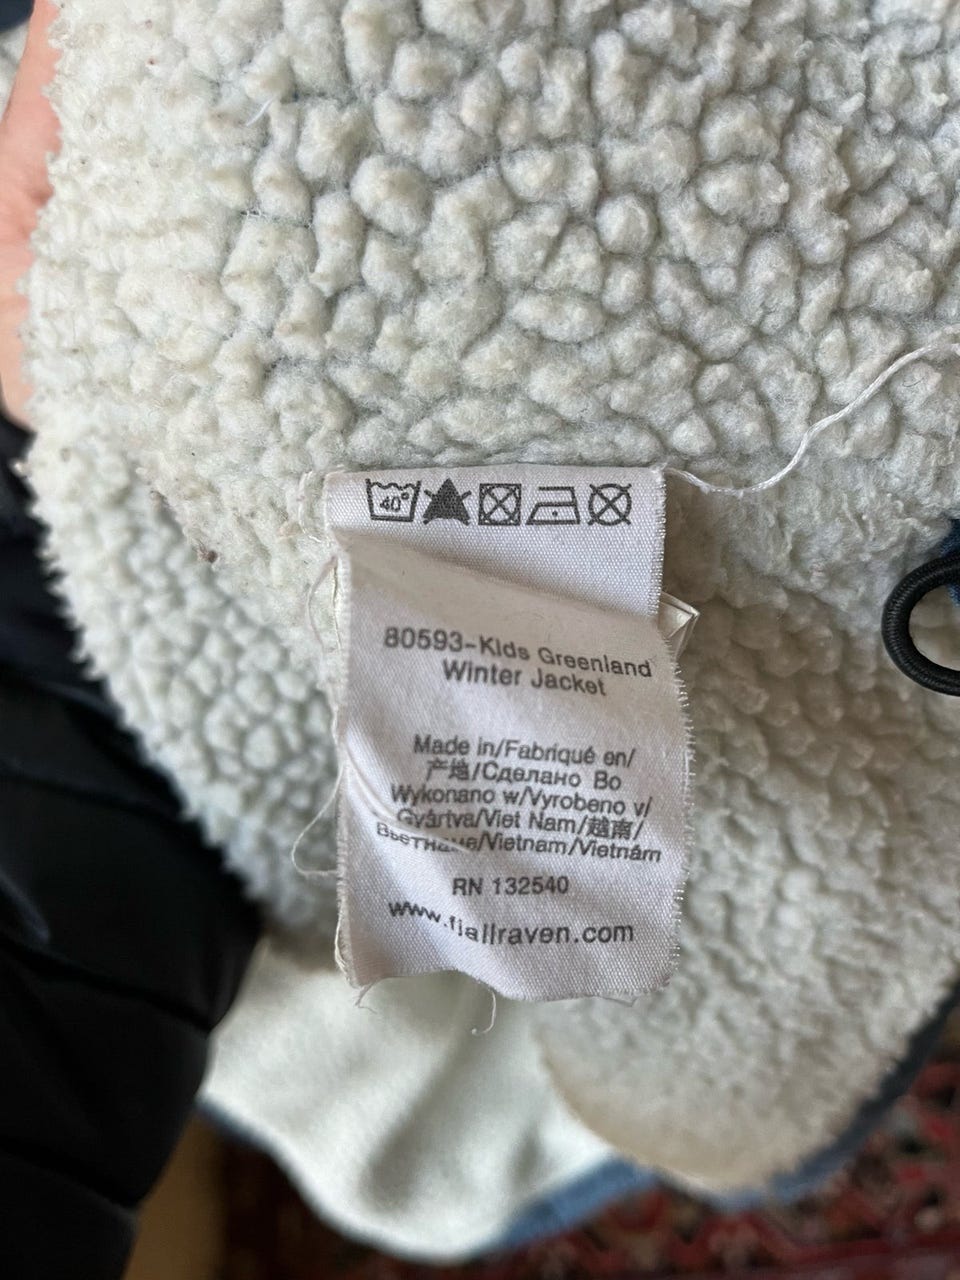 40°
80593-Kids Greenland
Winter Jacket
Made in/Fabriqué en/
产地/Сделано Во
Wykonano w/Vyrobeno v/
Gyártva/Viet Nam/越南/
Вьетнаме/Vietnam/Vietnám
RN 132540
www.fjallraven.com